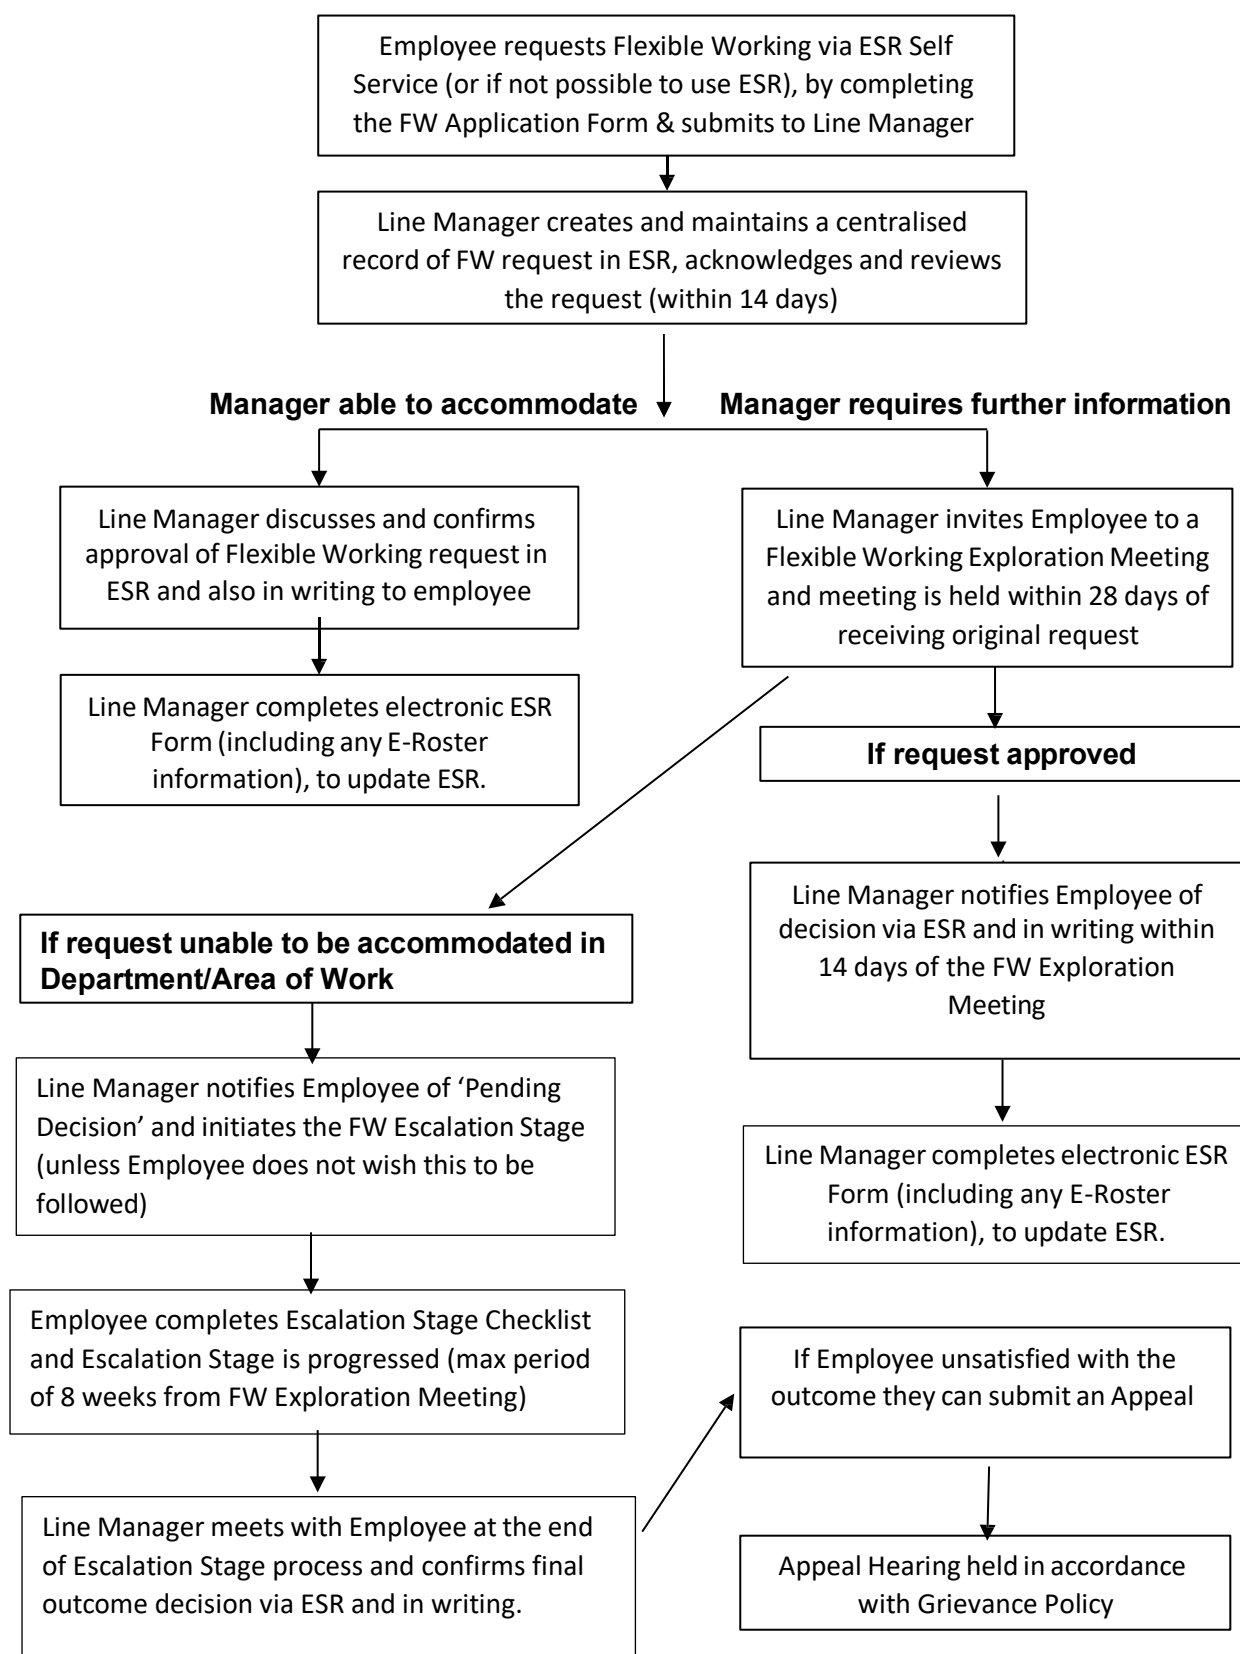 Employee requests Flexible Working via ESR Self
Service (or if not possible to use ESR), by completing
the FW Application Form & submits to Line Manager
Line Manager creates and maintains a centralised
record of FW request in ESR, acknowledges and reviews
the request (within 14 days)
Manager able to accommodate
Manager requires further information
Line Manager discusses and confirms
approval of Flexible Working request in
ESR and also in writing to employee
Line Manager completes electronic ESR
Form (including any E-Roster
information), to update ESR.
Line Manager invites Employee to a
Flexible Working Exploration Meeting
and meeting is held within 28 days of
receiving original request
If request approved
Line Manager notifies Employee of
decision via ESR and in writing within
14 days of the FW Exploration
Meeting
Line Manager completes electronic ESR
Form (including any E-Roster
information), to update ESR.
If request unable to be accommodated in
Department/Area of Work
Line Manager notifies Employee of ‘Pending
Decision’ and initiates the FW Escalation Stage
(unless Employee does not wish this to be
followed)
Employee completes Escalation Stage Checklist
and Escalation Stage is progressed (max period
of 8 weeks from FW Exploration Meeting)
Line Manager meets with Employee at the end
of Escalation Stage process and confirms final
outcome decision via ESR and in writing.
If Employee unsatisfied with the
outcome they can submit an Appeal
Appeal Hearing held in accordance
with Grievance Policy